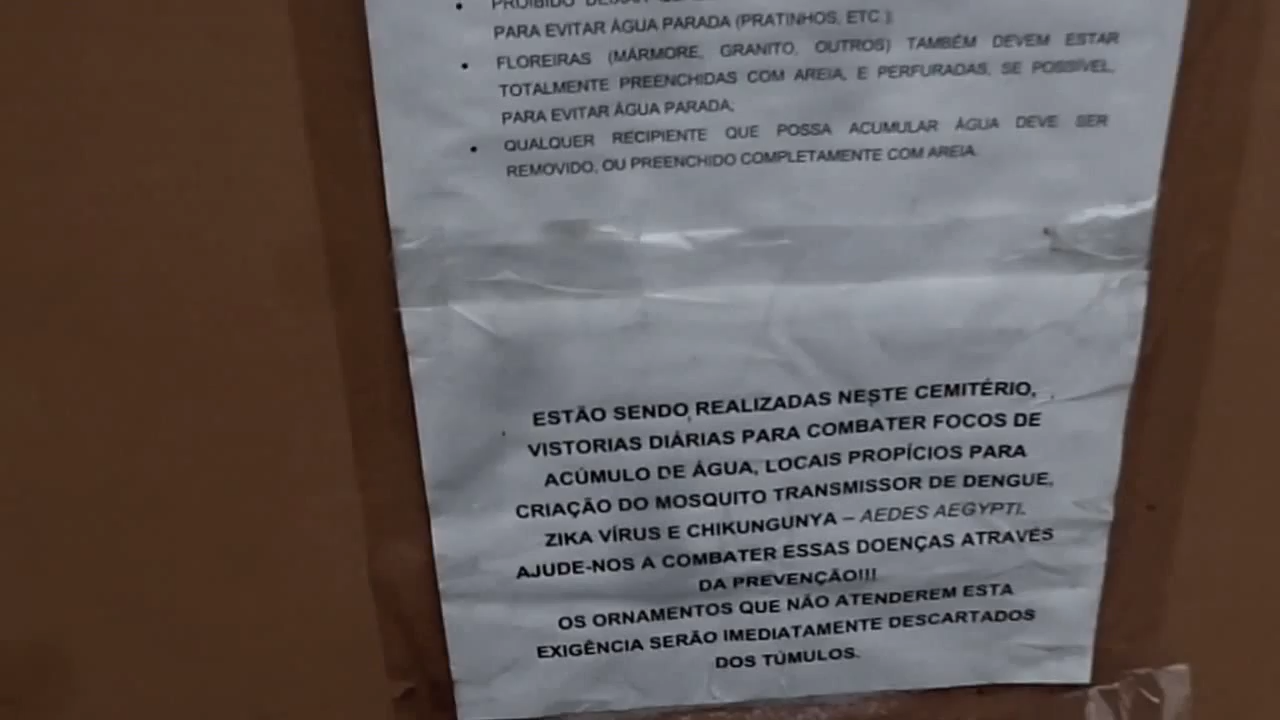 PROIBIDO DEIXAR
PARA EVITAR ÁGUA PARADA (PRATINHOS, ETC.);
FLOREIRAS (MÁRMORE, GRANITO, OUTROS) TAMBÉM DEVEM ESTAR
TOTALMENTE PREENCHIDAS COM AREIA, E PERFURADAS, SE POSSÍVEL,
PARA EVITAR ÁGUA PARADA;
QUALQUER RECIPIENTE QUE POSSA ACUMULAR ÁGUA DEVE SER
REMOVIDO, OU PREENCHIDO COMPLETAMENTE COM AREIA.
ESTÃO SENDO REALIZADAS NESTE CEMITÉRIO,
VISTORIAS DIÁRIAS PARA COMBATER FOCOS DE
ACÚMULO DE ÁGUA, LOCAIS PROPÍCIOS PARA
CRIAÇÃO DO MOSQUITO TRANSMISSOR DE DENGUE,
ZIKA VÍRUS E CHIKUNGUNYA – AEDES AEGYPTI.
AJUDE-NOS A COMBATER ESSAS DOENÇAS ATRAVÉS
DA PREVENÇÃO!!!
OS ORNAMENTOS QUE NÃO ATENDEREM ESTA
EXIGÊNCIA SERÃO IMEDIATAMENTE DESCARTADOS
DOS TÚMULOS.